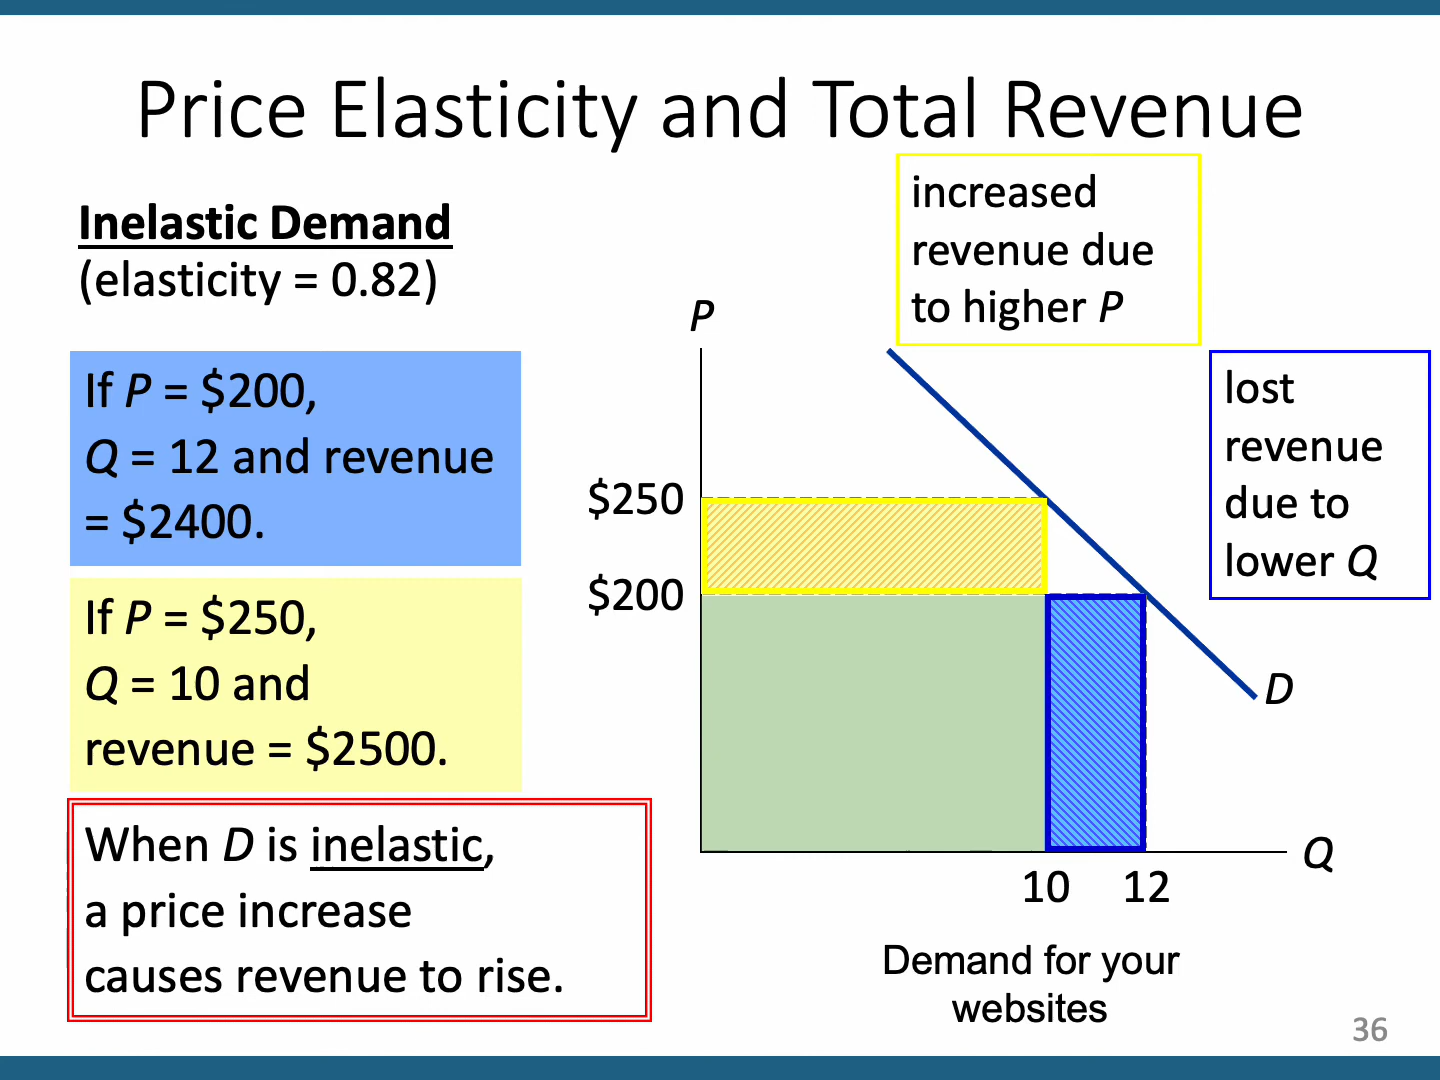 Price Elasticity and Total Revenue
Inelastic Demand
(elasticity = 0.82)
If P = $200,
Q = 12 and revenue
= $2400.
If P = $250,
Q = 10 and
revenue = $2500.
When D is inelastic,
a price increase
causes revenue to rise.
increased
revenue due
to higher P
lost
revenue
due to
lower Q
P
$250
$200
D
Q
10 12
Demand for your
websites
36